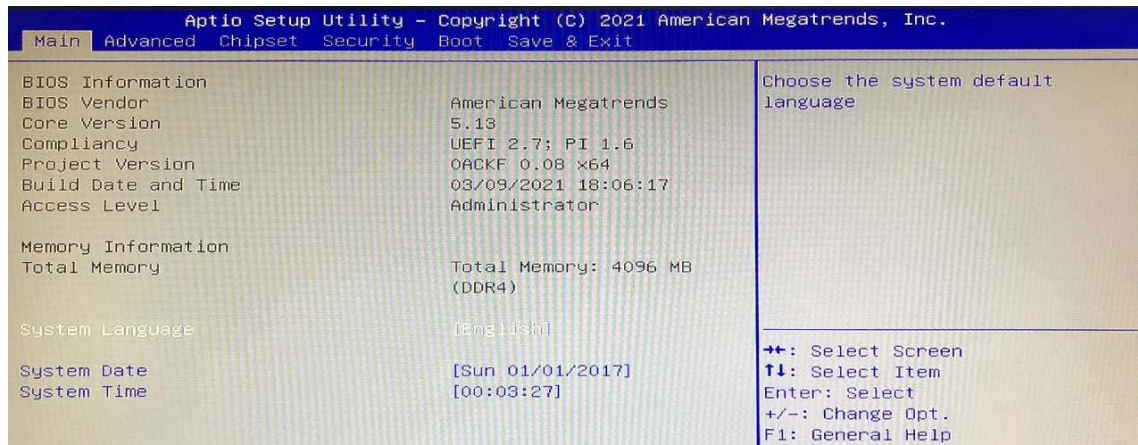 Aptio Setup Utility – Copyright (C) 2021 American Megatrends, Inc.
Main Advanced Chipset Security Boot Save & Exit
BIOS Information
BIOS Vendor American Megatrends
Core Version 5.13
Compliancy UEFI 2.7; PI 1.6
Project Version 0ACKF 0.08 x64
Build Date and Time 03/09/2021 18:06:17
Access Level Administrator
Memory Information
Total Memory Total Memory: 4096 MB
(DDR4)
System Language [English]
System Date [Sun 01/01/2017]
System Time [00:03:27]
Choose the system default
language
→←: Select Screen
↑↓: Select Item
Enter: Select
+/-: Change Opt.
F1: General Help